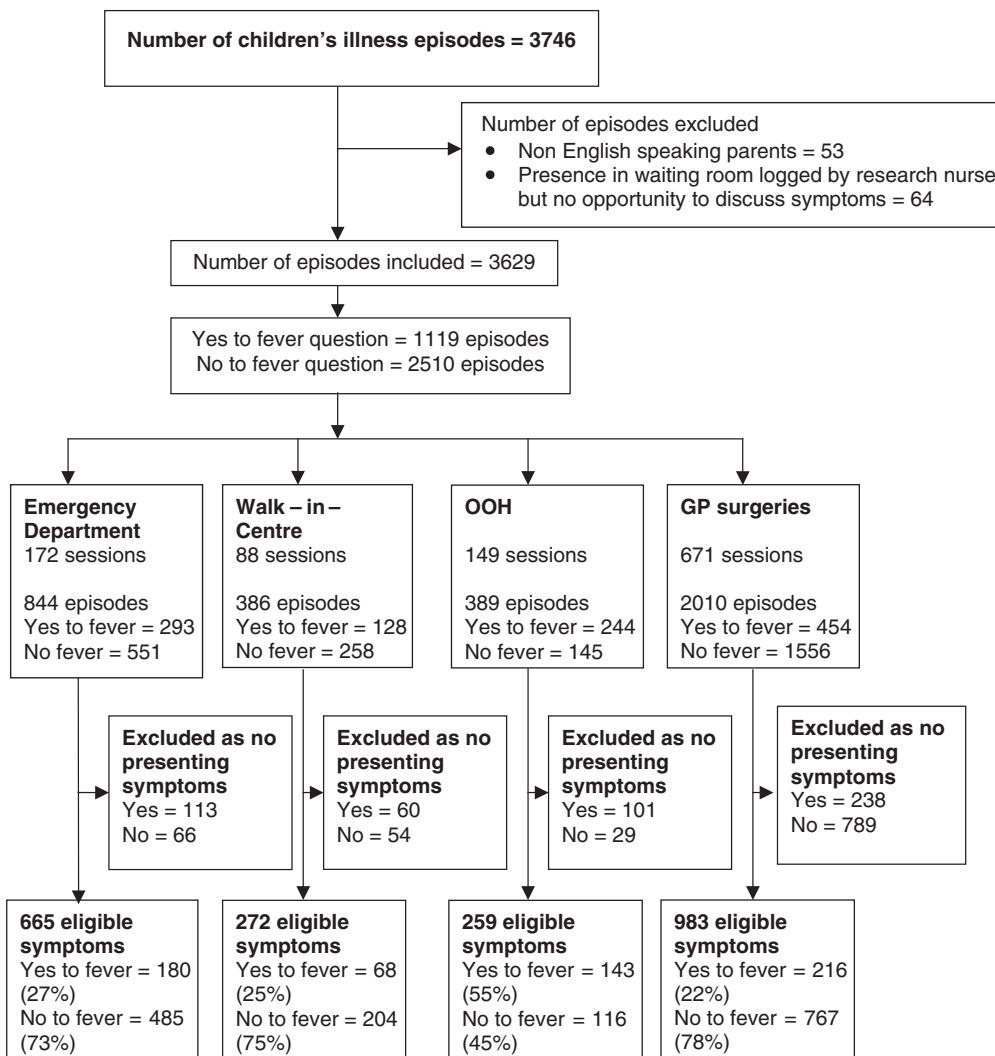 Number of children's illness episodes = 3746
Number of episodes excluded
• Non English speaking parents = 53
• Presence in waiting room logged by research nurse
but no opportunity to discuss symptoms = 64
Number of episodes included = 3629
Yes to fever question = 1119 episodes
No to fever question = 2510 episodes
Emergency
Department
172 sessions
844 episodes
Yes to fever = 293
No fever = 551
Walk – in –
Centre
88 sessions
386 episodes
Yes to fever = 128
No fever = 258
OOH
149 sessions
389 episodes
Yes to fever = 244
No fever = 145
GP surgeries
671 sessions
2010 episodes
Yes to fever = 454
No fever = 1556
Excluded as no
presenting
symptoms
Yes = 113
No = 66
Excluded as no
presenting
symptoms
Yes = 60
No = 54
Excluded as no
presenting
symptoms
Yes = 101
No = 29
Excluded as no
presenting
symptoms
Yes = 238
No = 789
665 eligible
symptoms
Yes to fever = 180
(27%)
No to fever = 485
(73%)
272 eligible
symptoms
Yes to fever = 68
(25%)
No to fever = 204
(75%)
259 eligible
symptoms
Yes to fever = 143
(55%)
No to fever = 116
(45%)
983 eligible
symptoms
Yes to fever = 216
(22%)
No to fever = 767
(78%)